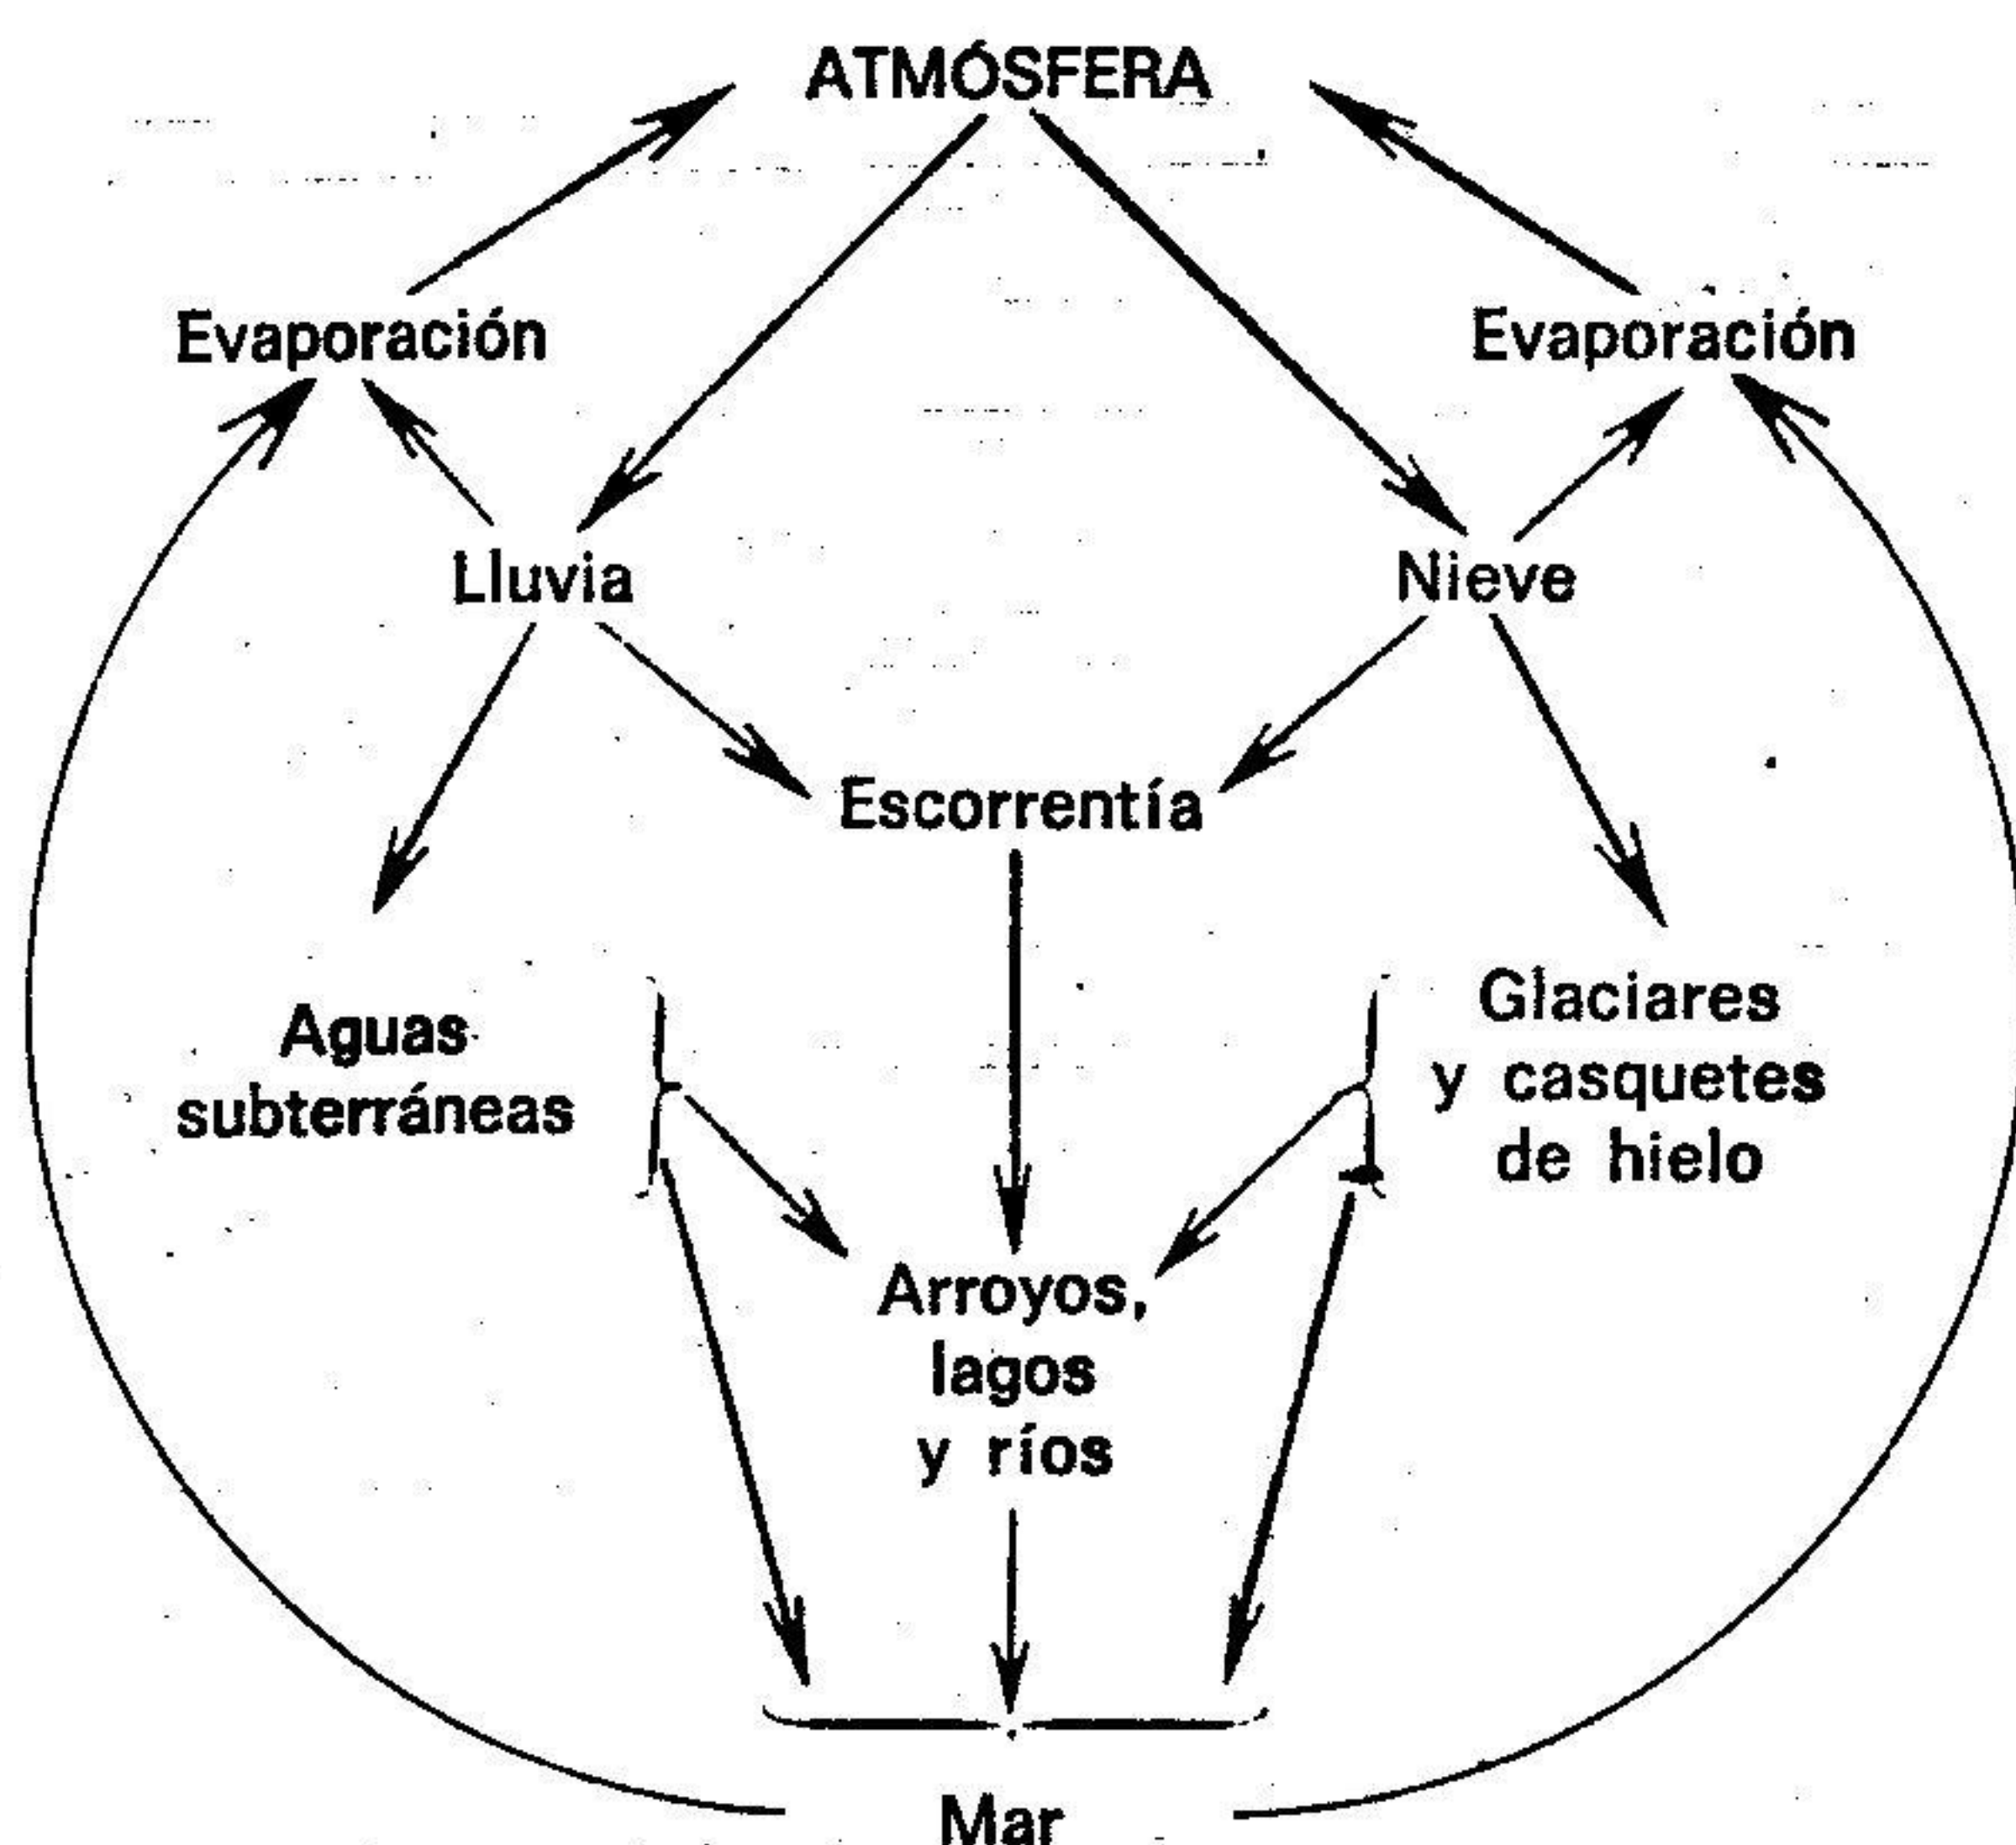 ATMÓSFERA
Evaporación
Evaporación
Lluvia
Nieve
Escorrentía
Aguas
subterráneas
Glaciares
y casquetes
de hielo
Arroyos,
lagos
y ríos
Mar